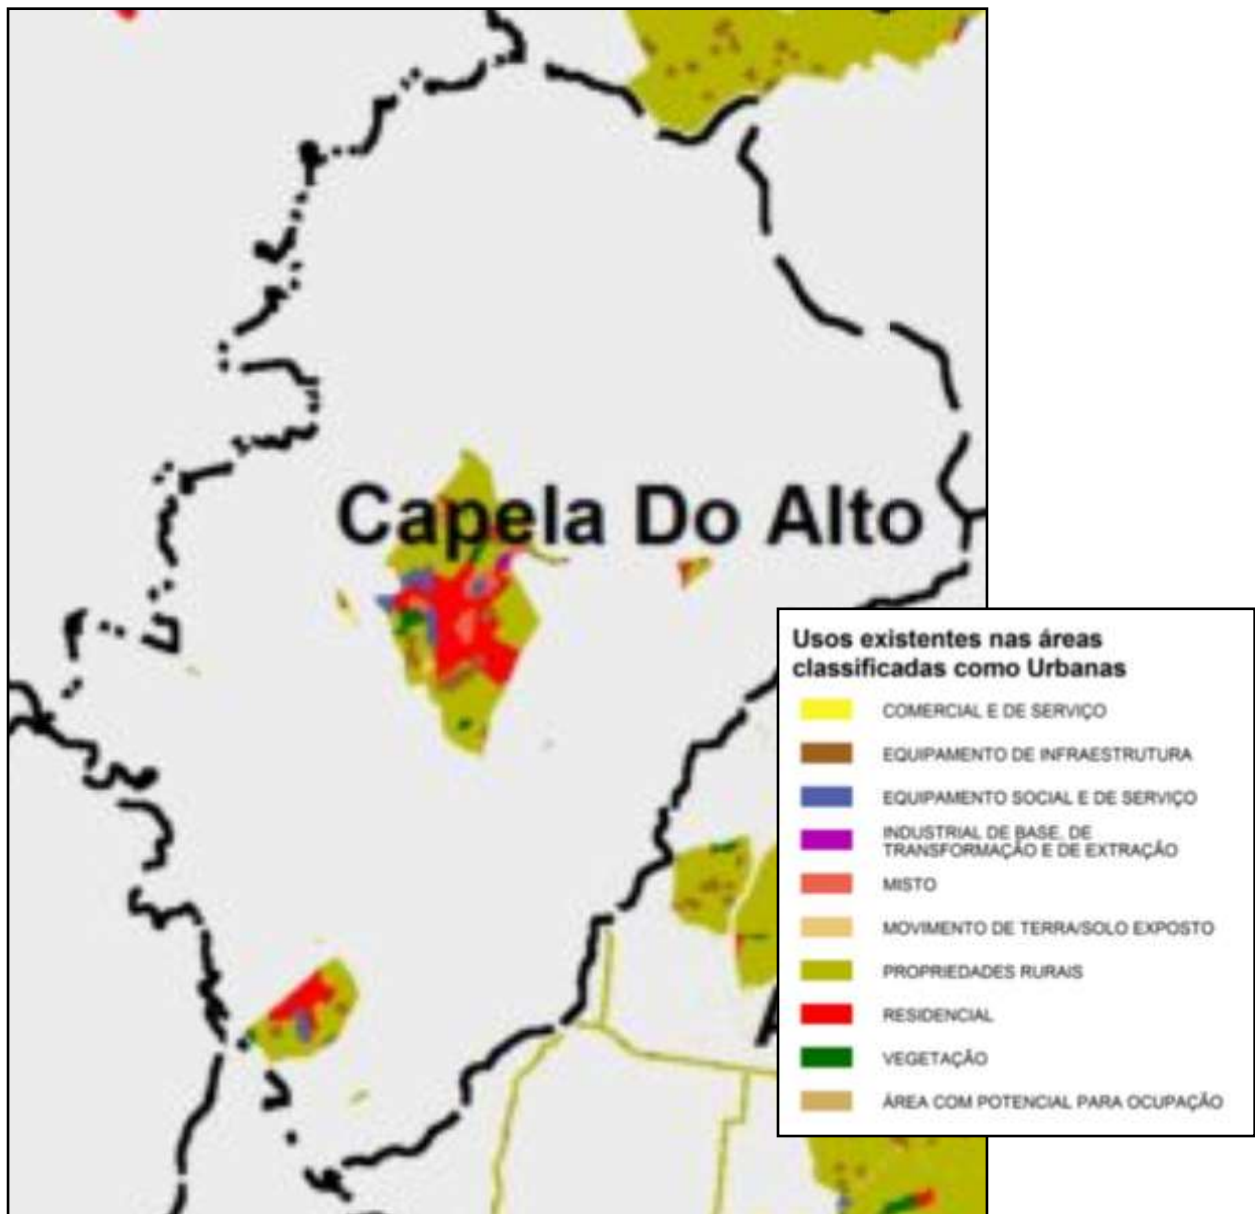 Capela Do Alto
Usos existentes nas áreas
classificadas como Urbanas
COMERCIAL E DE SERVIÇO
EQUIPAMENTO DE INFRAESTRUTURA
EQUIPAMENTO SOCIAL E DE SERVIÇO
INDUSTRIAL DE BASE, DE
TRANSFORMAÇÃO E DE EXTRAÇÃO
MISTO
MOVIMENTO DE TERRA/SOLO EXPOSTO
PROPRIEDADES RURAIS
RESIDENCIAL
VEGETAÇÃO
ÁREA COM POTENCIAL PARA OCUPAÇÃO